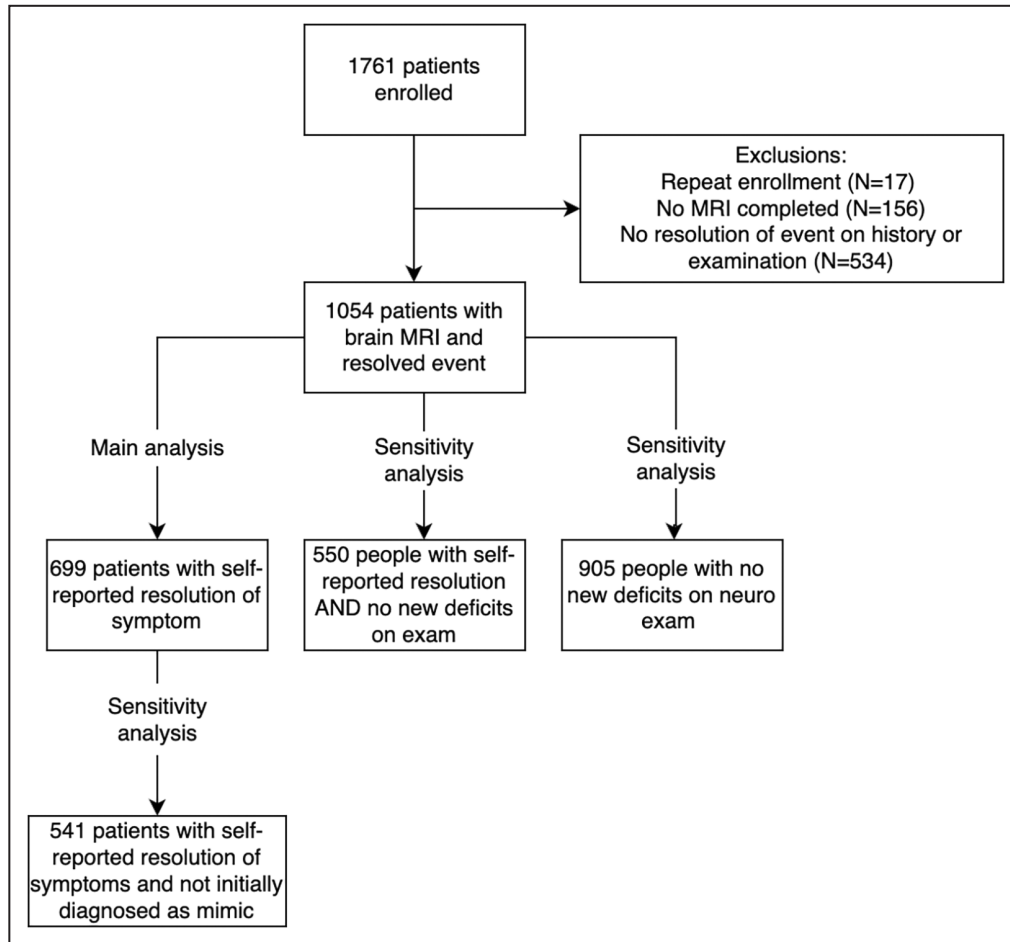 1761 patients
enrolled
Exclusions:
Repeat enrollment (N=17)
No MRI completed (N=156)
No resolution of event on history or
examination (N=534)
1054 patients with
brain MRI and
resolved event
Main analysis
Sensitivity
analysis
Sensitivity
analysis
699 patients with self-
reported resolution of
symptom
550 people with self-
reported resolution
AND no new deficits
on exam
905 people with no
new deficits on neuro
exam
Sensitivity
analysis
541 patients with self-
reported resolution of
symptoms and not initially
diagnosed as mimic